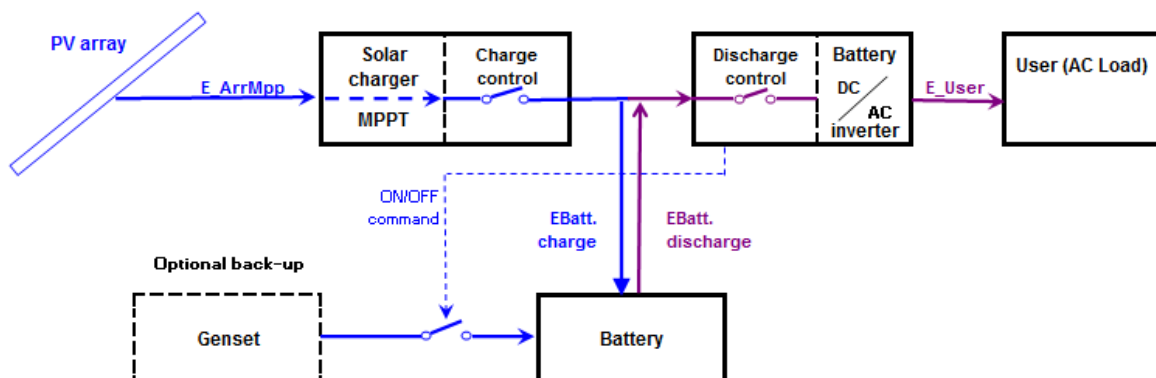 PV array
E_ArrMpp
Solar
charger
MPPT
Charge
control
Discharge
control
Battery
DC
AC
inverter
E_User
User (AC Load)
ON/OFF
command
EBatt.
charge
EBatt.
discharge
Optional back-up
Genset
Battery